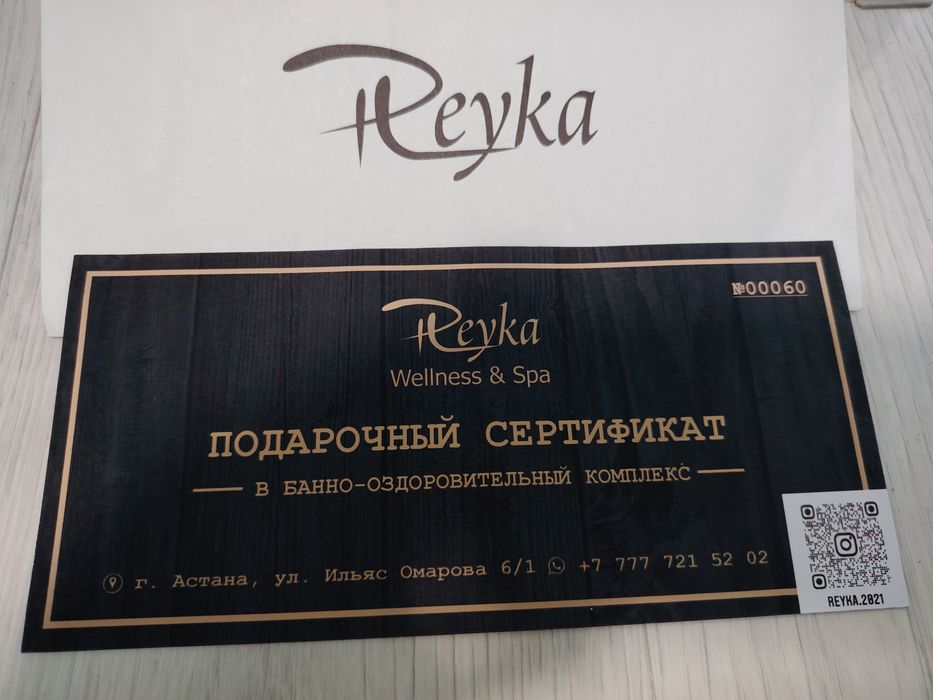 Reyka
№00060
Reyka
Wellness & Spa
ПОДАРОЧНЫЙ СЕРТИФИКАТ
В БАННО-ОЗДОРОВИТЕЛЬНЫЙ КОМПЛЕКС
г. Астана, ул. Ильяс Омарова 6/1 +7 777 721 52 02
REYKA.2021